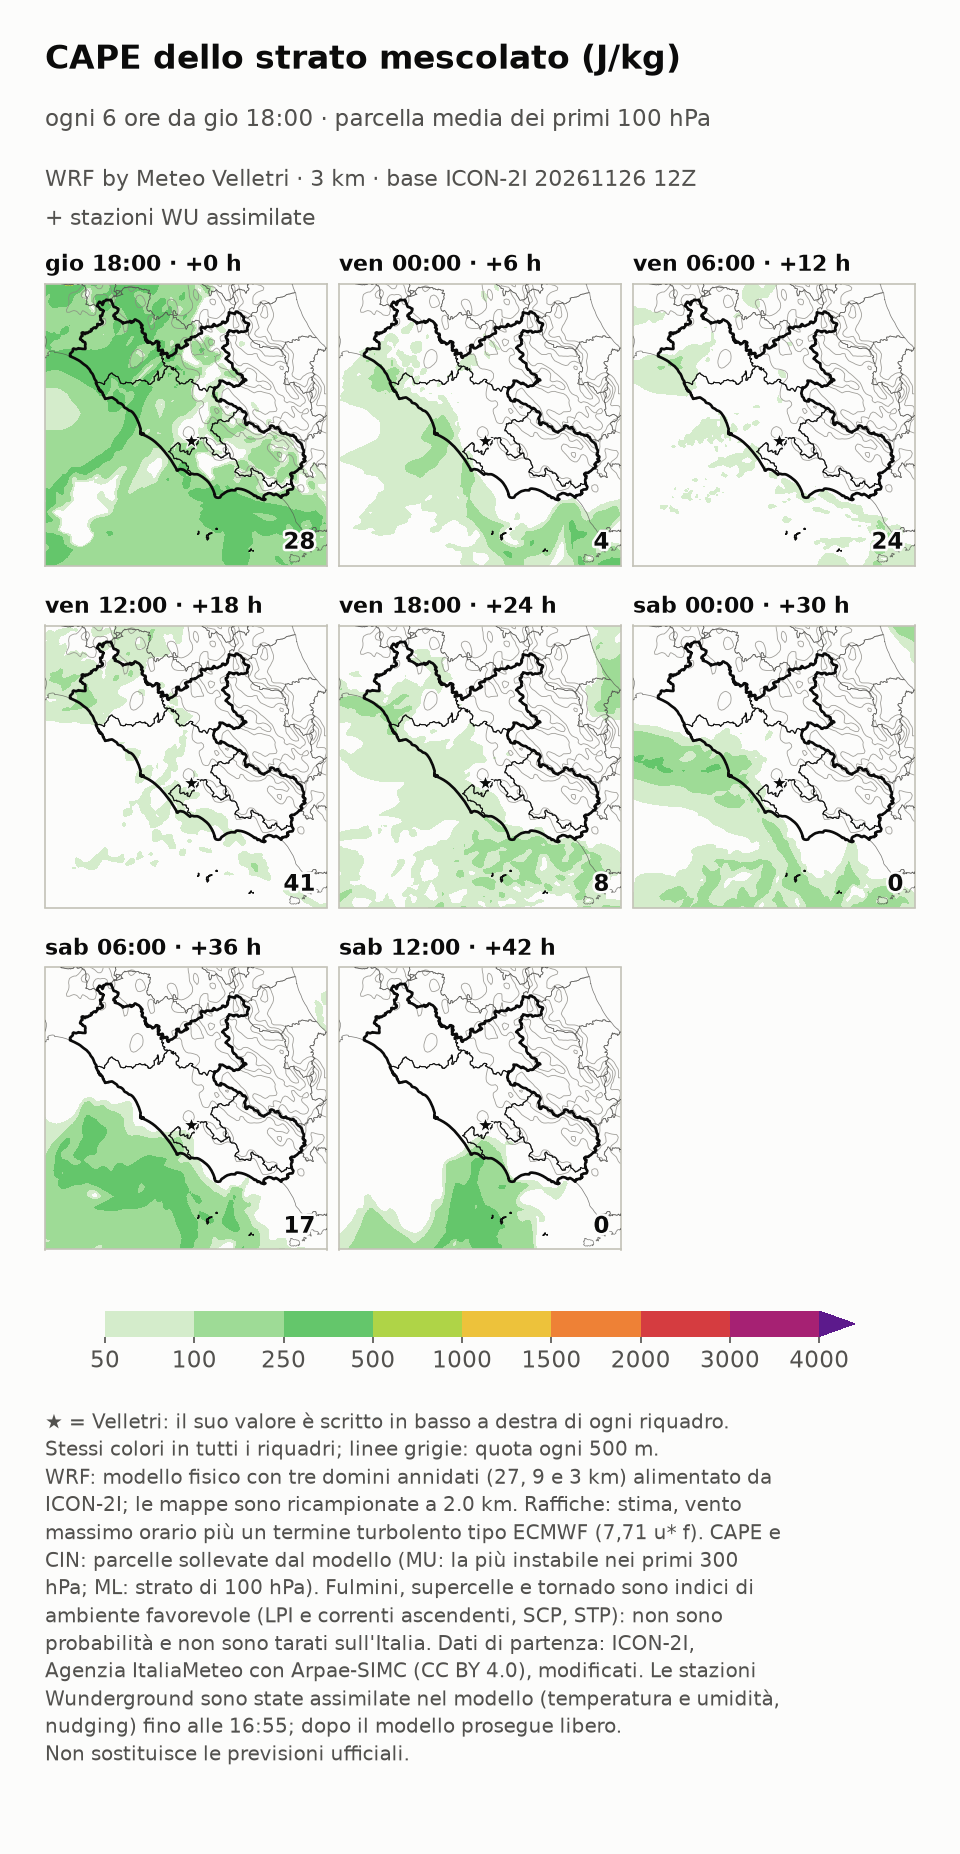 CAPE dello strato mescolato (J/kg)
ogni 6 ore da gio 18:00 · parcella media dei primi 100 hPa
WRF by Meteo Velletri · 3 km · base ICON-2I 20261126 12Z
+ stazioni WU assimilate
gio 18:00 · +0 h
ven 00:00 · +6 h
ven 06:00 · +12 h
28
4
24
ven 12:00 · +18 h
ven 18:00 · +24 h
sab 00:00 · +30 h
41
8
0
sab 06:00 · +36 h
sab 12:00 · +42 h
17
0
50 100 250 500 1000 1500 2000 3000 4000
★ = Velletri: il suo valore è scritto in basso a destra di ogni riquadro.
Stessi colori in tutti i riquadri; linee grigie: quota ogni 500 m.
WRF: modello fisico con tre domini annidati (27, 9 e 3 km) alimentato da
ICON-2I; le mappe sono ricampionate a 2.0 km. Raffiche: stima, vento
massimo orario più un termine turbolento tipo ECMWF (7,71 u* f). CAPE e
CIN: parcelle sollevate dal modello (MU: la più instabile nei primi 300
hPa; ML: strato di 100 hPa). Fulmini, supercelle e tornado sono indici di
ambiente favorevole (LPI e correnti ascendenti, SCP, STP): non sono
probabilità e non sono tarati sull'Italia. Dati di partenza: ICON-2I,
Agenzia ItaliaMeteo con Arpae-SIMC (CC BY 4.0), modificati. Le stazioni
Wunderground sono state assimilate nel modello (temperatura e umidità,
nudging) fino alle 16:55; dopo il modello prosegue libero.
Non sostituisce le previsioni ufficiali.